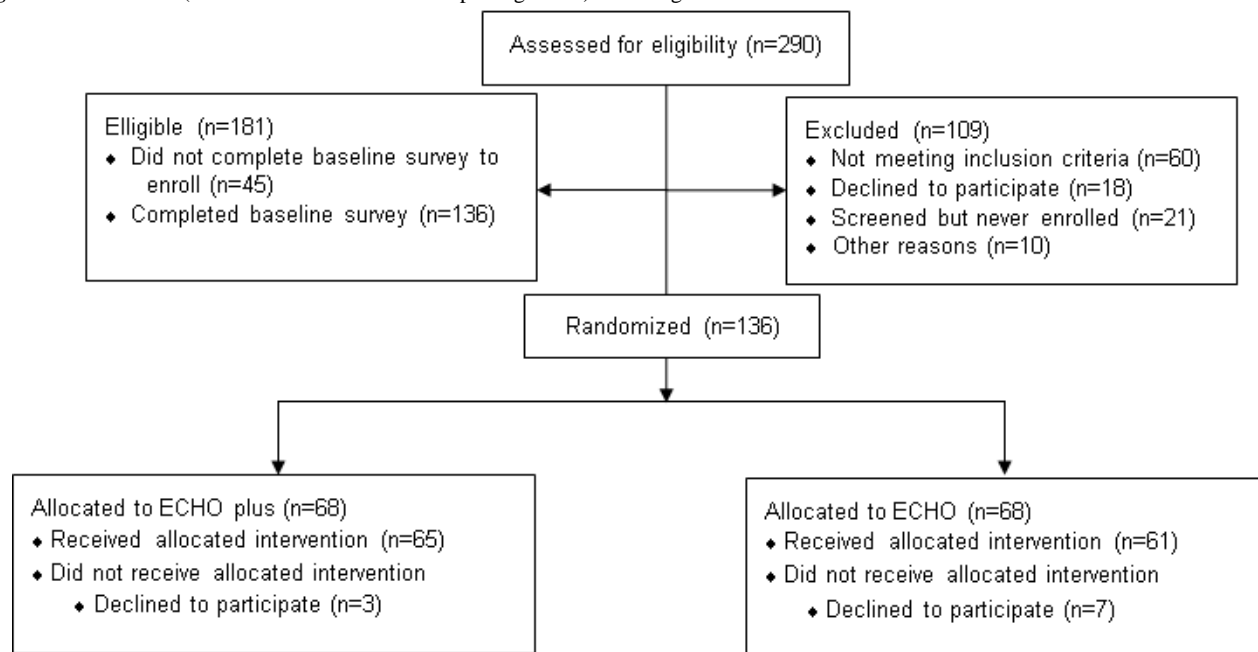 Assessed for eligibility (n=290)
Elligible (n=181)
♦ Did not complete baseline survey to
enroll (n=45)
♦ Completed baseline survey (n=136)
Excluded (n=109)
♦ Not meeting inclusion criteria (n=60)
♦ Declined to participate (n=18)
♦ Screened but never enrolled (n=21)
♦ Other reasons (n=10)
Randomized (n=136)
Allocated to ECHO plus (n=68)
♦ Received allocated intervention (n=65)
♦ Did not receive allocated intervention
♦ Declined to participate (n=3)
Allocated to ECHO (n=68)
♦ Received allocated intervention (n=61)
♦ Did not receive allocated intervention
♦ Declined to participate (n=7)